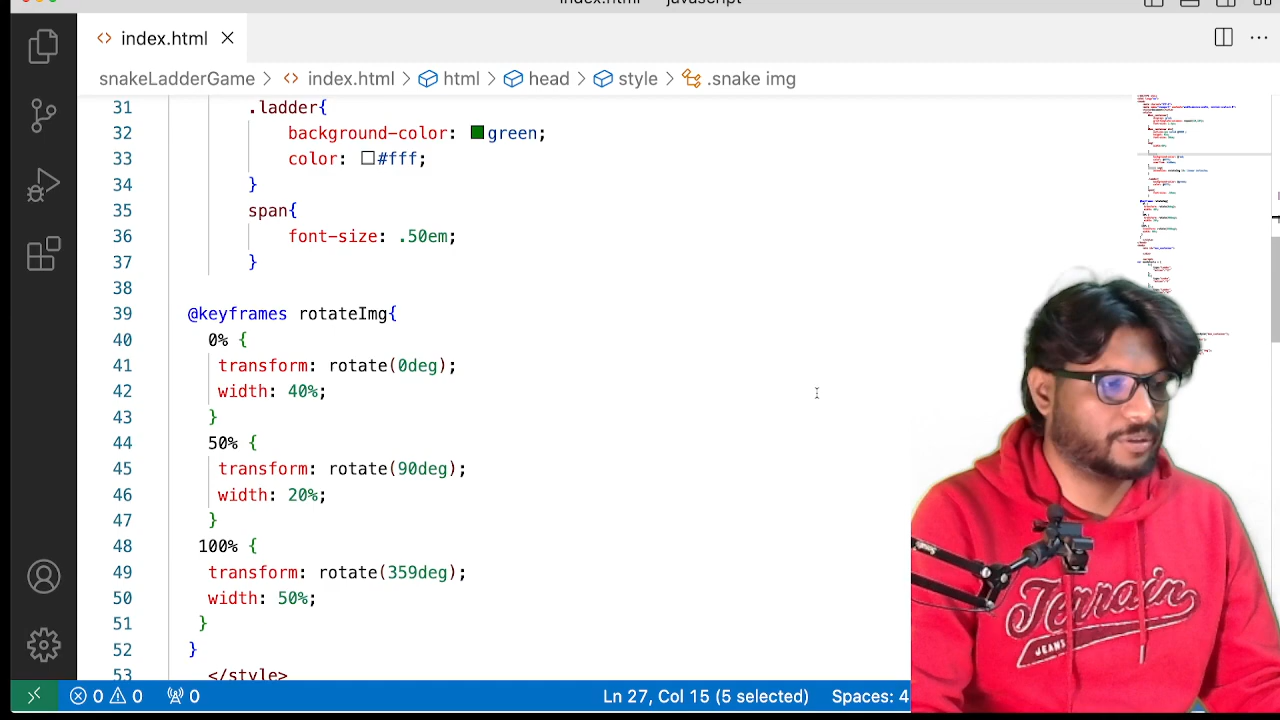 index.html — javascript
index.html
snakeLadderGame > index.html > html > head > style > .snake img
31 .ladder{
32 background-color: green;
33 color: #fff;
34 }
35 span{
36 font-size: .50em;
37 }
38
39 @keyframes rotateImg{
40 0% {
41 transform: rotate(0deg);
42 width: 40%;
43 }
44 50% {
45 transform: rotate(90deg);
46 width: 20%;
47 }
48 100% {
49 transform: rotate(359deg);
50 width: 50%;
51 }
52 }
53 </style>
Terrain
JEANS
0 0 0 Ln 27, Col 15 (5 selected) Spaces: 4